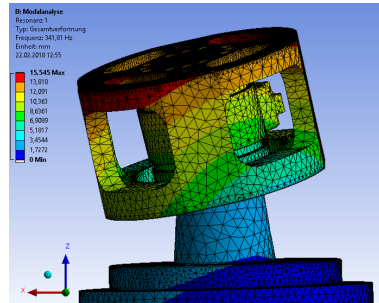 B: Modalanalyse
Resonanz 1
Typ: Gesamtverformung
Frequenz: 341,81 Hz
Einheit: mm
22.02.2018 12:55
15,545 Max
13,818
12,091
10,363
8,6361
6,9089
5,1817
3,4544
1,7272
0 Min
Z
X